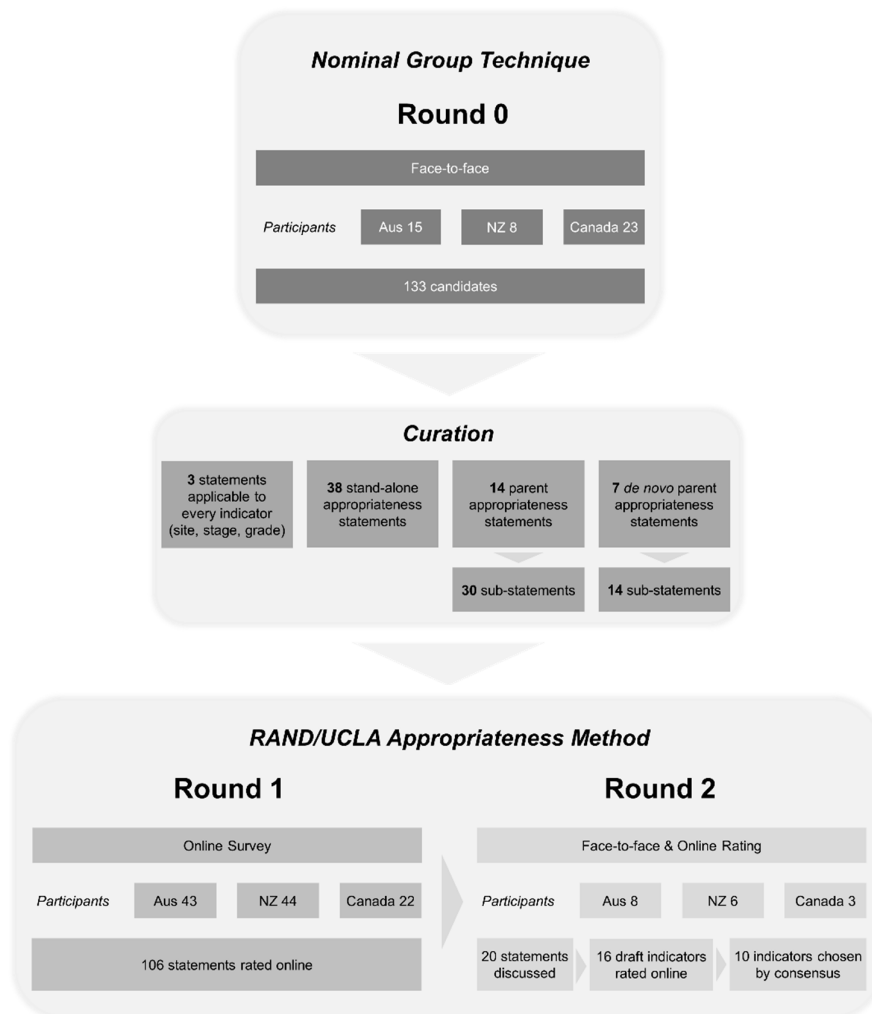 Nominal Group Technique
Round 0
Face-to-face
Participants
Aus 15
NZ 8
Canada 23
133 candidates
Curation
3 statements
applicable to
every indicator
(site, stage, grade)
38 stand-alone
appropriateness
statements
14 parent
appropriateness
statements
7 de novo parent
appropriateness
statements
30 sub-statements
14 sub-statements
RAND/UCLA Appropriateness Method
Round 1
Online Survey
Participants
Aus 43
NZ 44
Canada 22
106 statements rated online
Round 2
Face-to-face & Online Rating
Participants
Aus 8
NZ 6
Canada 3
20 statements
discussed
16 draft indicators
rated online
10 indicators chosen
by consensus